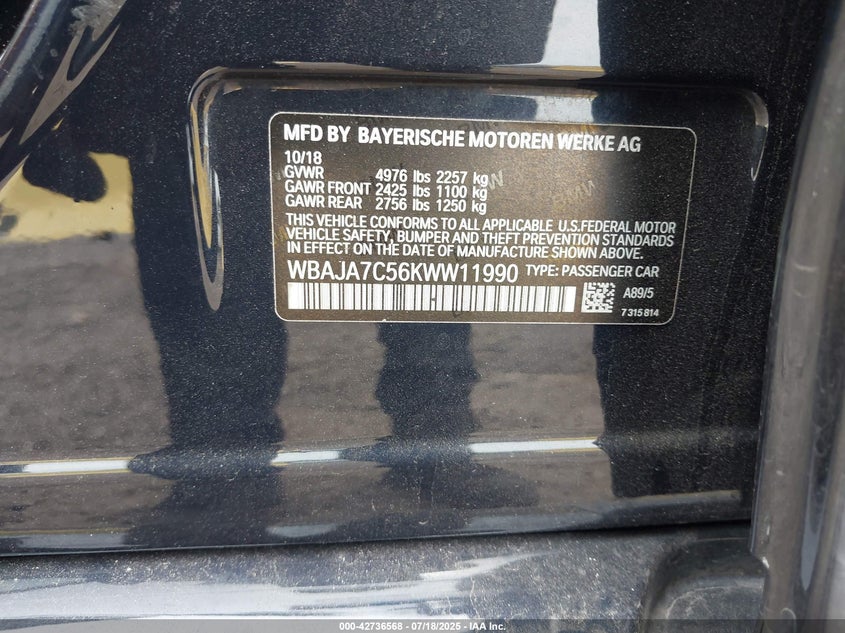 MFD BY BAYERISCHE MOTOREN WERKE AG
10/18
GVWR 4976 lbs 2257 kg
GAWR FRONT 2425 lbs 1100 kg
GAWR REAR 2756 lbs 1250 kg
THIS VEHICLE CONFORMS TO ALL APPLICABLE U.S.FEDERAL MOTOR
VEHICLE SAFETY, BUMPER AND THEFT PREVENTION STANDARDS
IN EFFECT ON THE DATE OF MANUFACTURE SHOWN ABOVE.
WBAJA7C56KWW11990 TYPE: PASSENGER CAR
A89/5
7 315 814
000-42736568 - 07/18/2025 - IAA Inc.